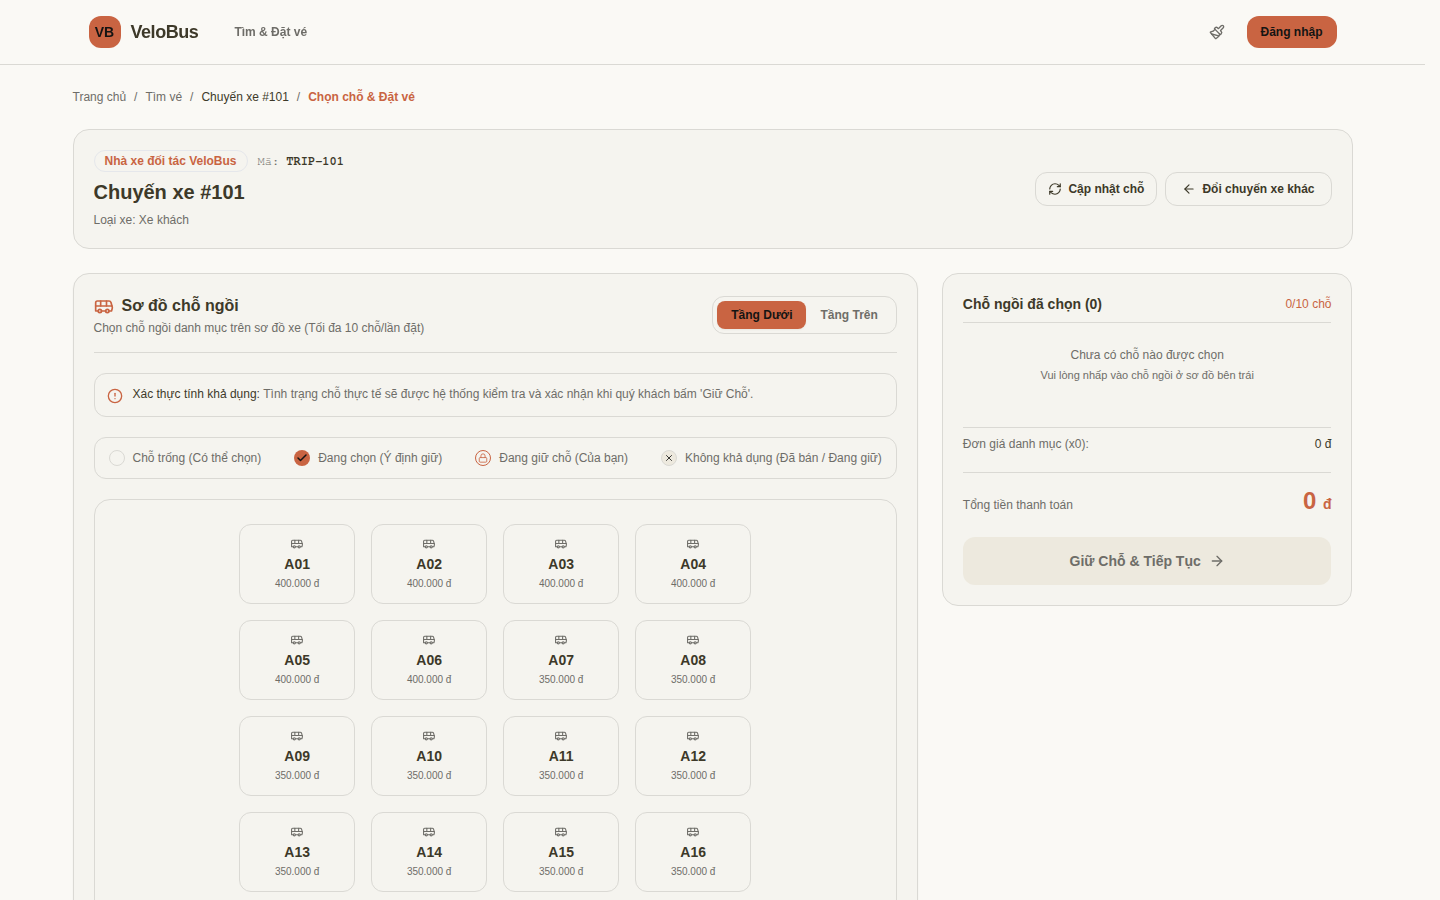 VB VeloBus Tìm & Đặt vé Đăng nhập
Trang chủ / Tìm vé / Chuyến xe #101 / Chọn chỗ & Đặt vé
Nhà xe đối tác VeloBus Mã: TRIP-101
Chuyến xe #101
Loại xe: Xe khách
Cập nhật chỗ Đổi chuyến xe khác
Sơ đồ chỗ ngồi
Chọn chỗ ngồi danh mục trên sơ đồ xe (Tối đa 10 chỗ/lần đặt)
Tầng Dưới Tầng Trên
Xác thực tính khả dụng: Tình trạng chỗ thực tế sẽ được hệ thống kiểm tra và xác nhận khi quý khách bấm 'Giữ Chỗ'.
Chỗ trống (Có thể chọn) Đang chọn (Ý định giữ) Đang giữ chỗ (Của bạn) Không khả dụng (Đã bán / Đang giữ)
A01 A02 A03 A04
400.000 đ 400.000 đ 400.000 đ 400.000 đ
A05 A06 A07 A08
400.000 đ 400.000 đ 350.000 đ 350.000 đ
A09 A10 A11 A12
350.000 đ 350.000 đ 350.000 đ 350.000 đ
A13 A14 A15 A16
350.000 đ 350.000 đ 350.000 đ 350.000 đ
Chỗ ngồi đã chọn (0) 0/10 chỗ
Chưa có chỗ nào được chọn
Vui lòng nhấp vào chỗ ngồi ở sơ đồ bên trái
Đơn giá danh mục (x0): 0 đ
Tổng tiền thanh toán 0 đ
Giữ Chỗ & Tiếp Tục